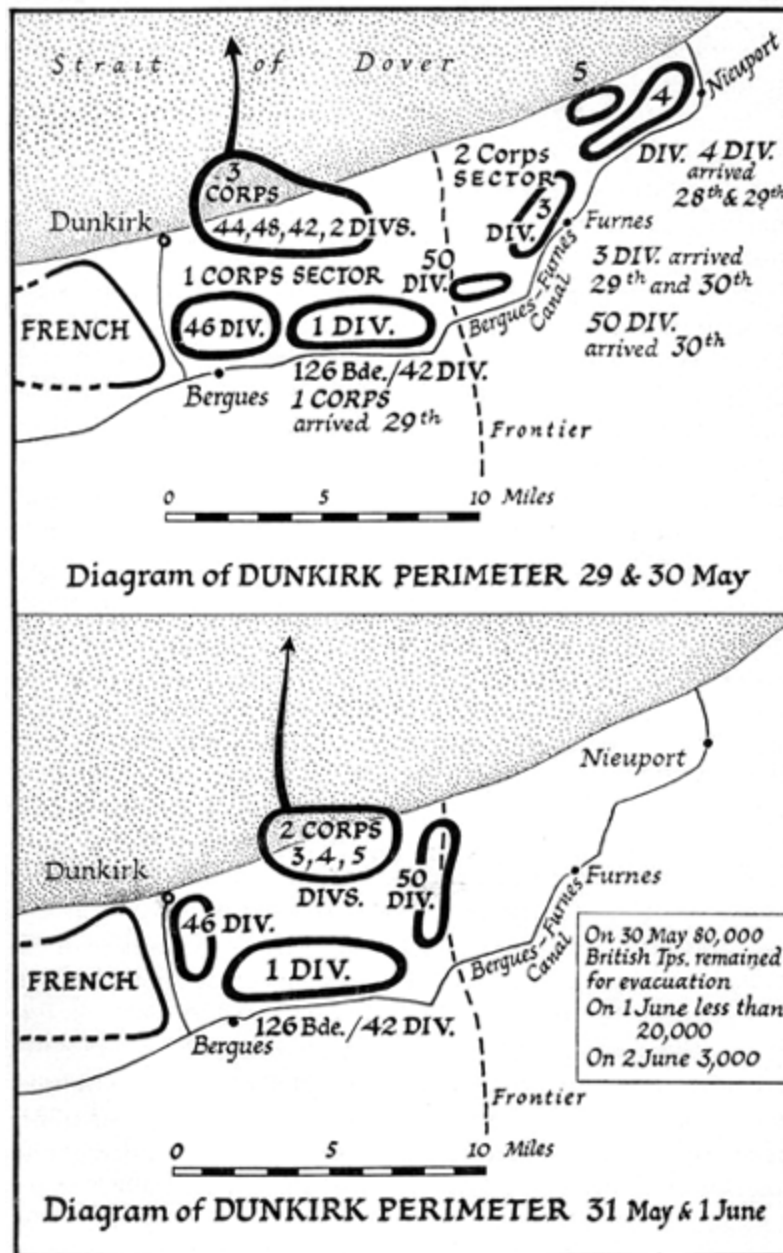 Strait of Dover
Nieuport
5
4
DIV. 4 DIV.
arrived
28th & 29th
2 Corps
SECTOR
3
CORPS
44, 48, 42, 2 DIVS.
Dunkirk
3
DIV.
Furnes
50
DIV.
Bergues-Furnes
Canal
3 DIV. arrived
29th and 30th
50 DIV.
arrived 30th
1 CORPS SECTOR
FRENCH
46 DIV.
1 DIV.
Bergues
126 Bde./42 DIV.
1 CORPS
arrived 29th
Frontier
0 5 10 Miles
Diagram of DUNKIRK PERIMETER 29 & 30 May
Nieuport
2 CORPS
3, 4, 5
DIVS.
Dunkirk
50
DIV.
Furnes
46 DIV.
Bergues-Furnes
Canal
FRENCH
1 DIV.
Bergues
126 Bde./42 DIV.
On 30 May 80,000
British Tps. remained
for evacuation
On 1 June less than
20,000
On 2 June 3,000
Frontier
0 5 10 Miles
Diagram of DUNKIRK PERIMETER 31 May & 1 June